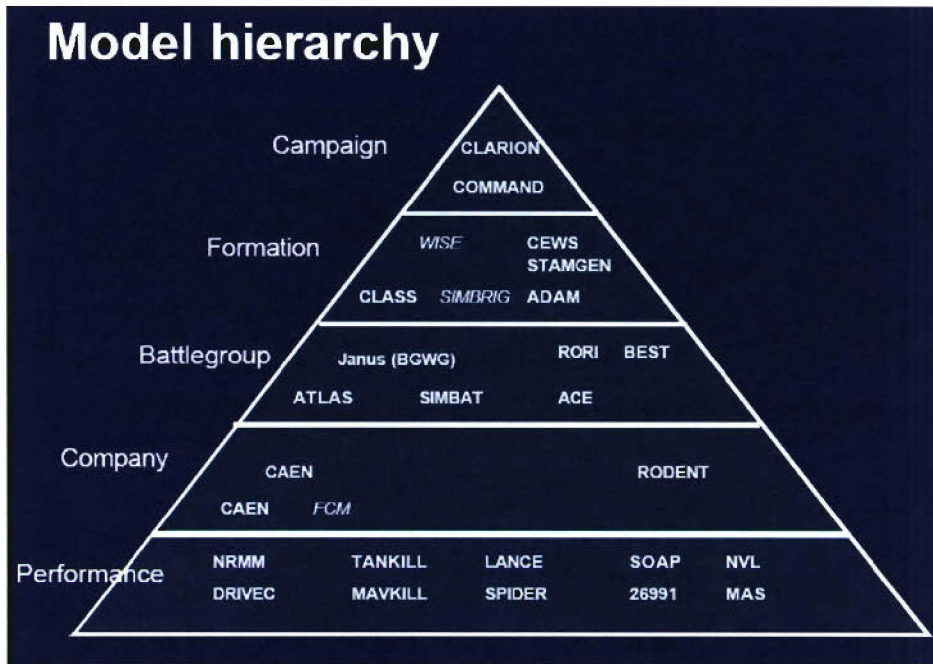 Model hierarchy
Campaign
CLARION
COMMAND
Formation
WISE CEWS
STAMGEN
CLASS SIMBRIG ADAM
Battlegroup
Janus (BGWG) RORI BEST
ATLAS SIMBAT ACE
Company
CAEN RODENT
CAEN FCM
Performance
NRMM TANKILL LANCE SOAP NVL
DRIVEC MAVKILL SPIDER 26991 MAS